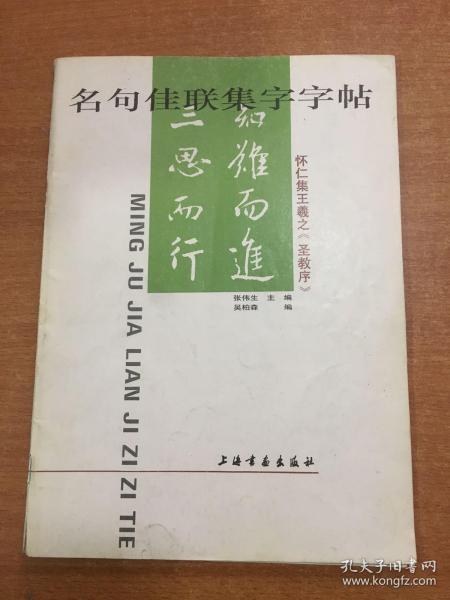 名句佳联集字字帖
知难而進
三思而行
怀仁集王羲之《圣教序》
张伟生 主编
吴柏森 编
MING JU JIA LIAN JI ZI ZI TIE
上海书画出版社
孔夫子旧书网
www.kongfz.com